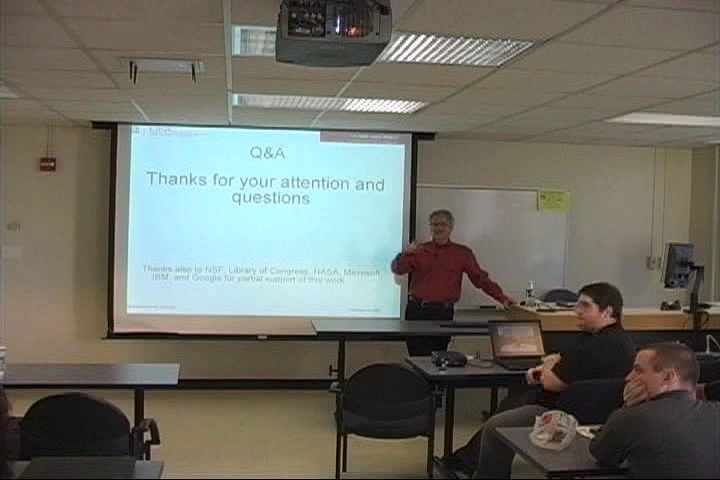 Q&A
Thanks for your attention and
questions
Thanks also to NSF, Library of Congress, NASA, Microsoft,
IBM, and Google for partial support of this work